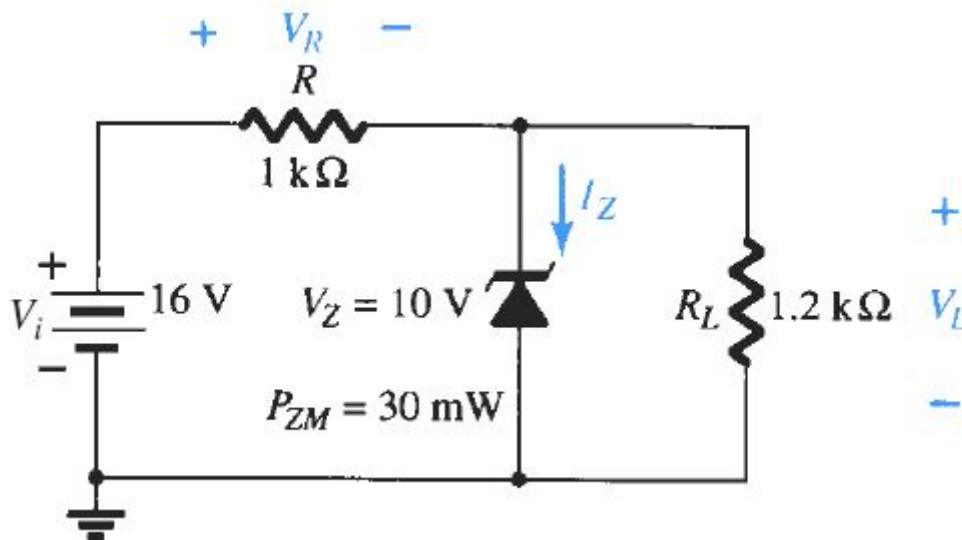 + V_R −
R
1 kΩ
I_Z
+
V_i
16 V
−
V_Z = 10 V
P_ZM = 30 mW
R_L
1.2 kΩ
+
V_L
−